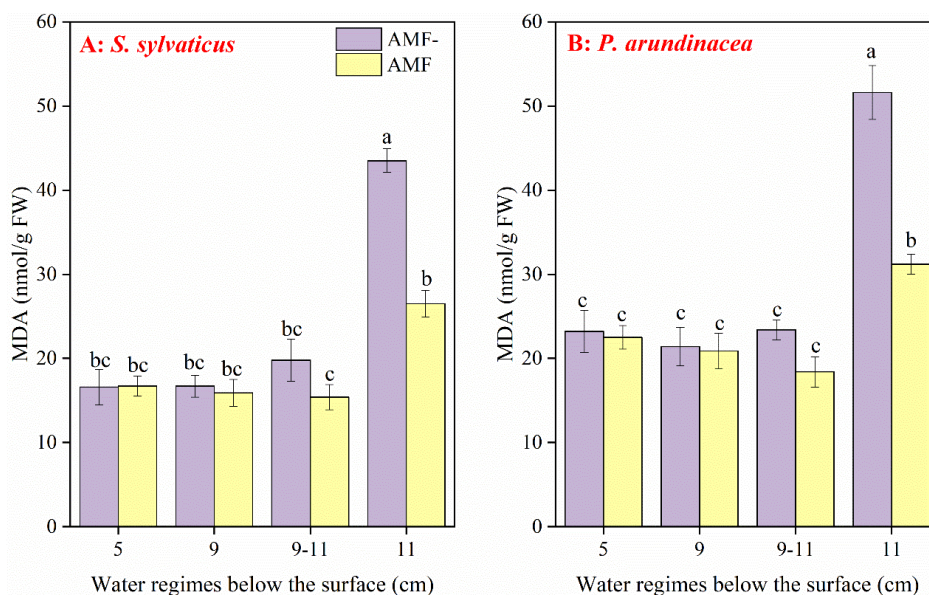 A: S. sylvaticus
AMF-
AMF
MDA (nmol/g FW)
60
50
40
30
20
10
0
bc bc bc bc bc c a b
5 9 9-11 11
Water regimes below the surface (cm)
B: P. arundinacea
MDA (nmol/g FW)
60
50
40
30
20
10
0
c c c c c c a b
5 9 9-11 11
Water regimes below the surface (cm)